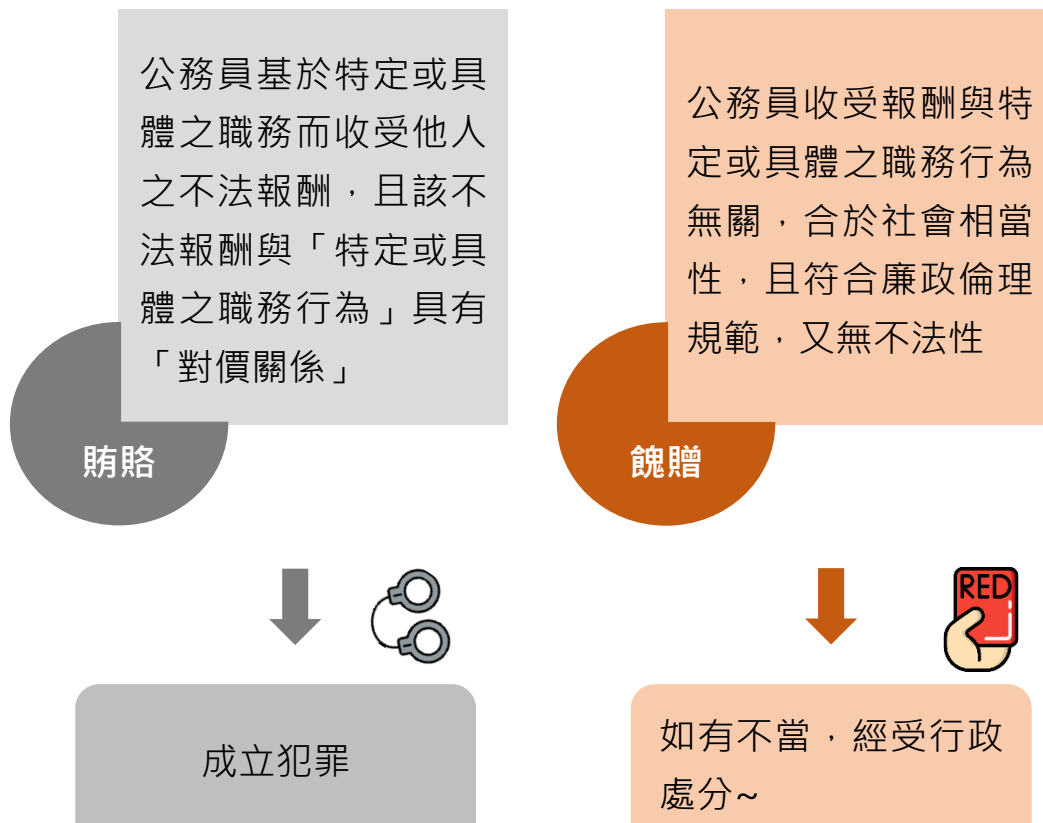 公務員基於特定或具
體之職務而收受他人
之不法報酬，且該不
法報酬與「特定或具
體之職務行為」具有
「對價關係」
賄賂
成立犯罪
公務員收受報酬與特
定或具體之職務行為
無關，合於社會相當
性，且符合廉政倫理
規範，又無不法性
餽贈
RED
如有不當，經受行政
處分~